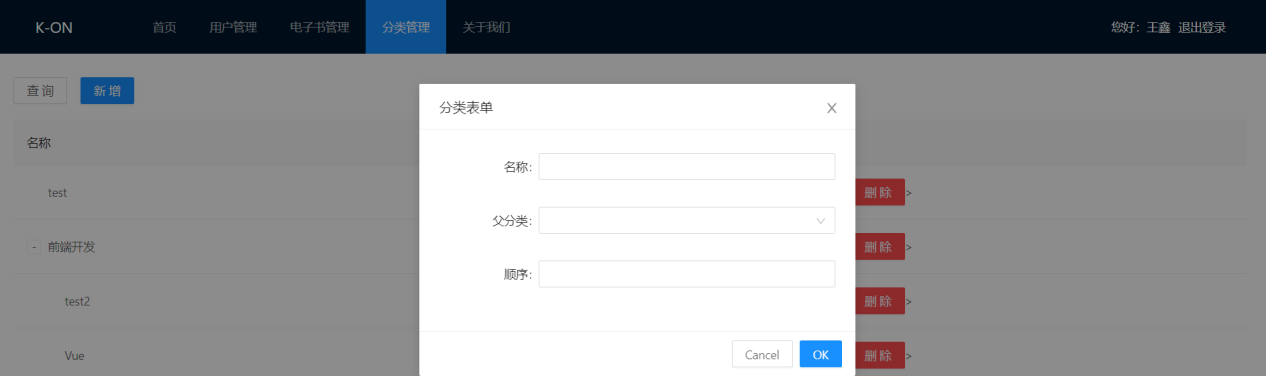 K-ON 首页 用户管理 电子书管理 分类管理 关于我们 您好：王鑫 退出登录
查 询 新 增
分类表单
名称
名称：
test 删 除 >
父分类：
- 前端开发 删 除 >
顺序：
test2 删 除 >
Cancel OK
Vue 删 除 >